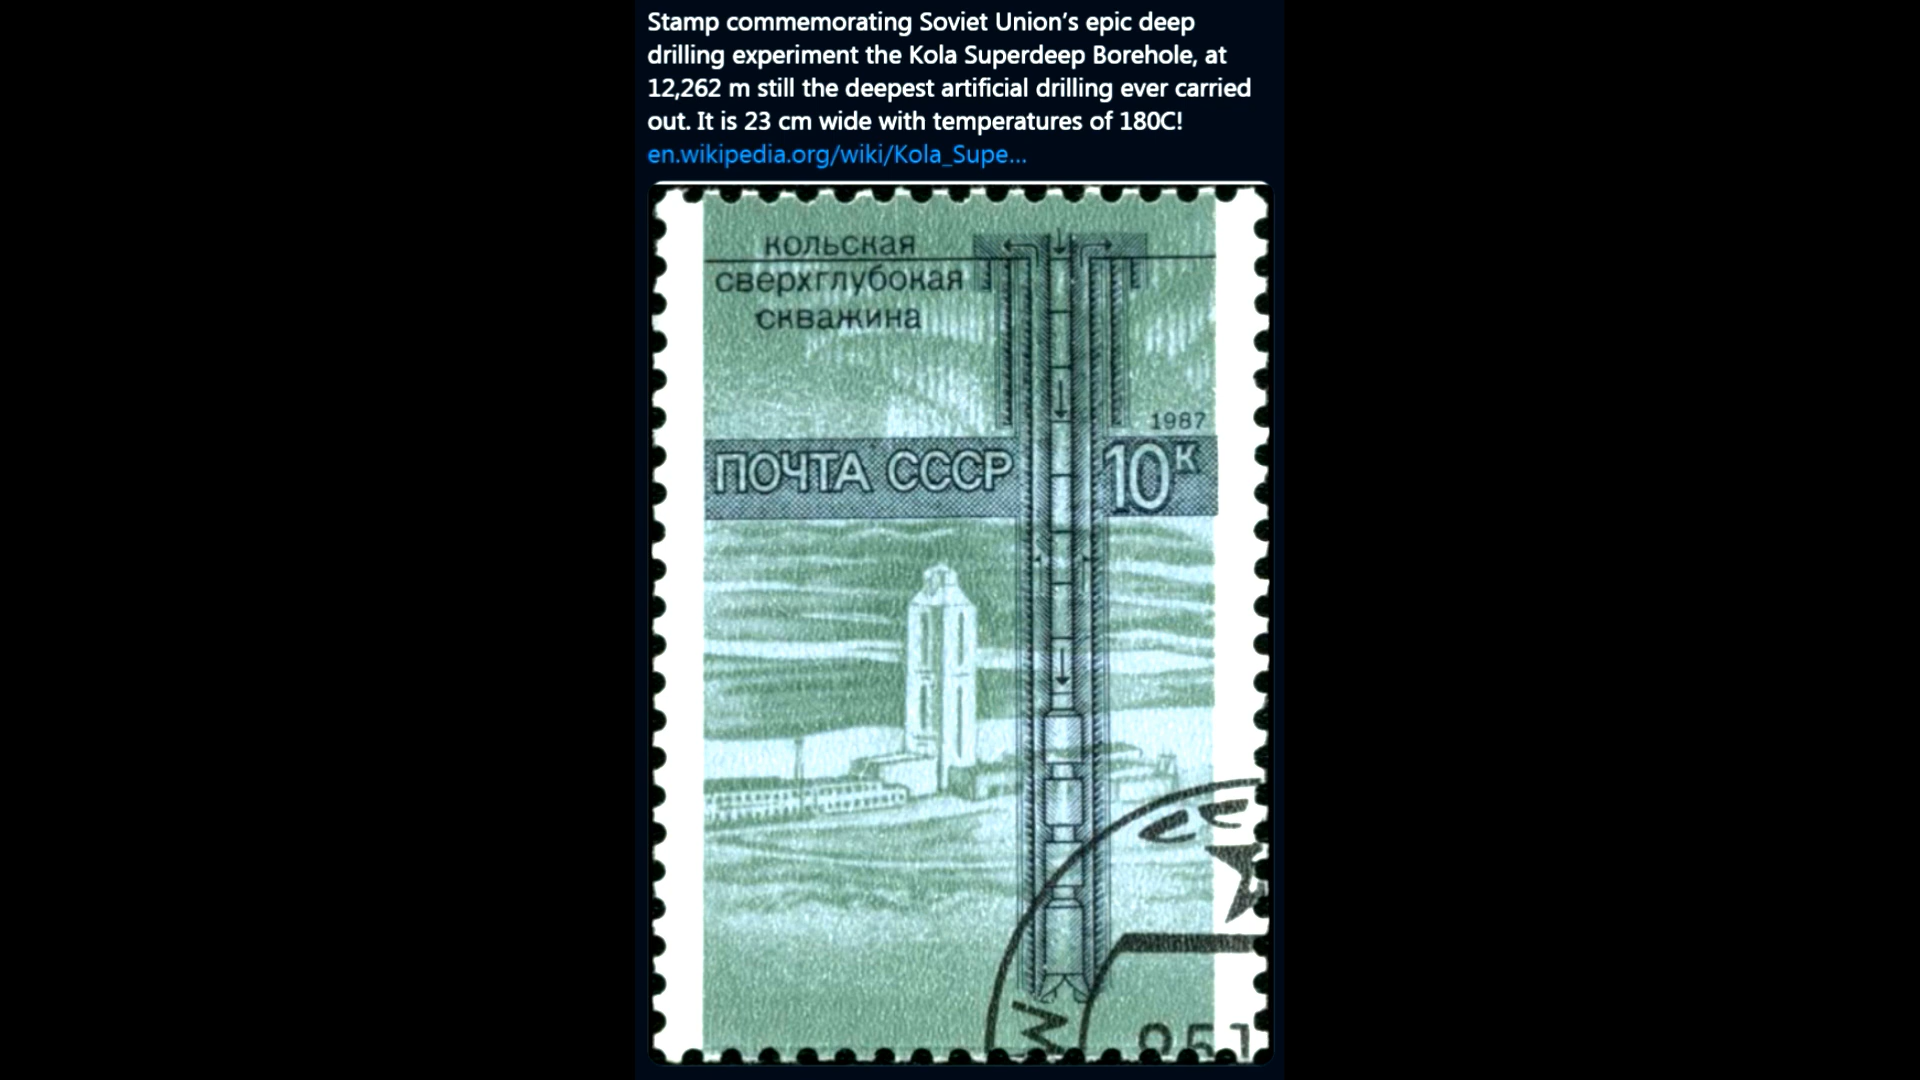 Stamp commemorating Soviet Union’s epic deep
drilling experiment the Kola Superdeep Borehole, at
12,262 m still the deepest artificial drilling ever carried
out. It is 23 cm wide with temperatures of 180C!
en.wikipedia.org/wiki/Kola_Supe...
кольская
сверхглубокая
скважина
1987
ПОЧТА СССР 10к